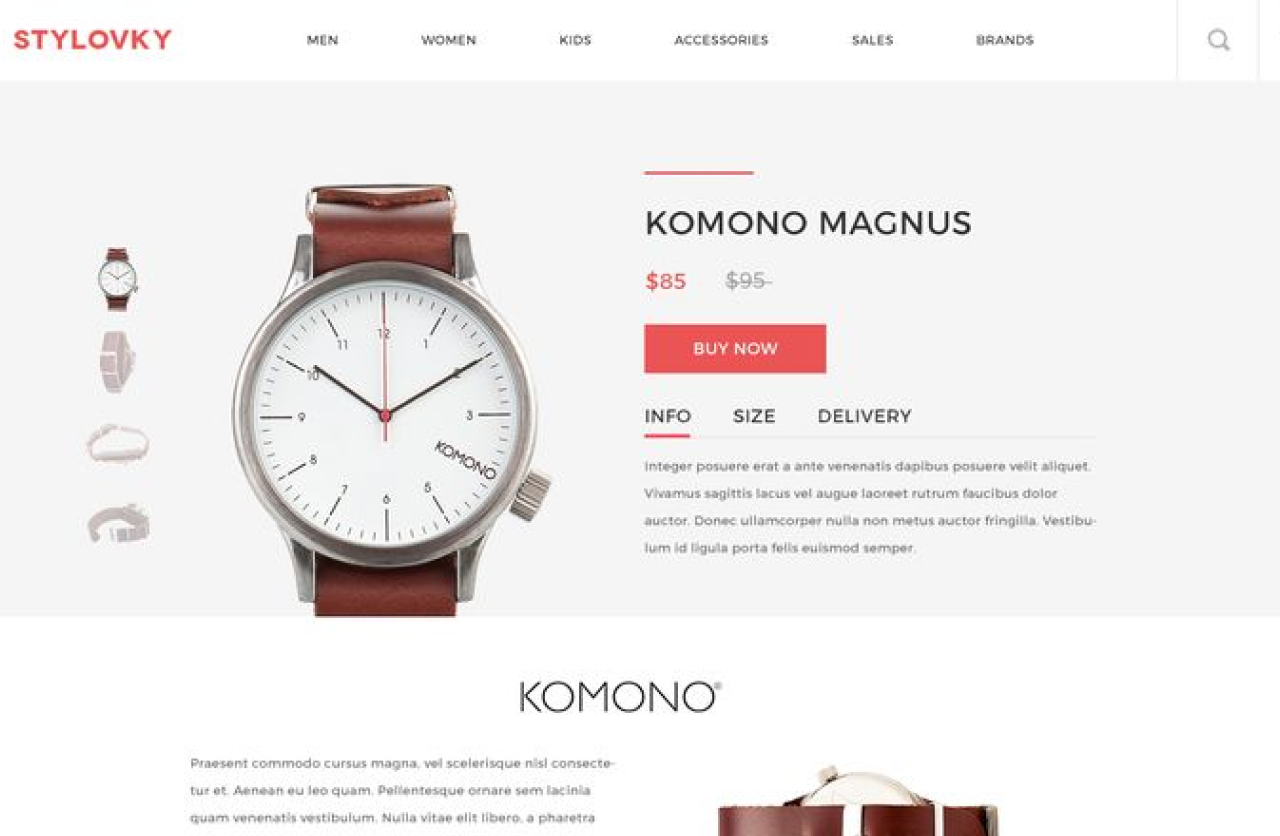 STYLOVKY
MEN
WOMEN
KIDS
ACCESSORIES
SALES
BRANDS
KOMONO MAGNUS
$85
$95-
BUY NOW
INFO
SIZE
DELIVERY
Integer posuere erat a ante venenatis dapibus posuere velit aliquet.
Vivamus sagittis lacus vel augue laoreet rutrum faucibus dolor
auctor. Donec ullamcorper nulla non metus auctor fringilla. Vestibu-
lum id ligula porta felis euismod semper.
12
1
2
3
5
6
7
8
9
10
11
KOMONO
KOMONO®
Praesent commodo cursus magna, vel scelerisque nisl consecte-
tur et. Aenean eu leo quam. Pellentesque ornare sem lacinia
quam venenatis vestibulum. Nulla vitae elit libero, a pharetra